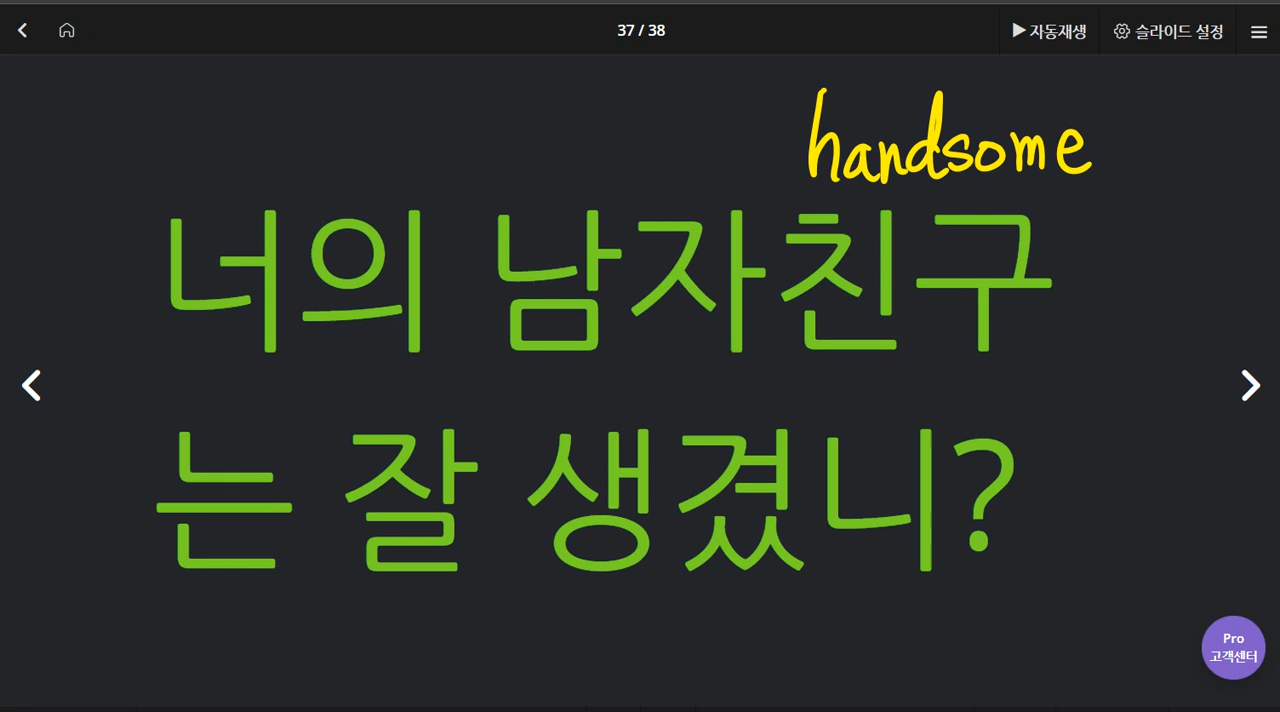 37 / 38
자동재생
슬라이드 설정
handsome
너의 남자친구
는 잘 생겼니?
Pro
고객센터